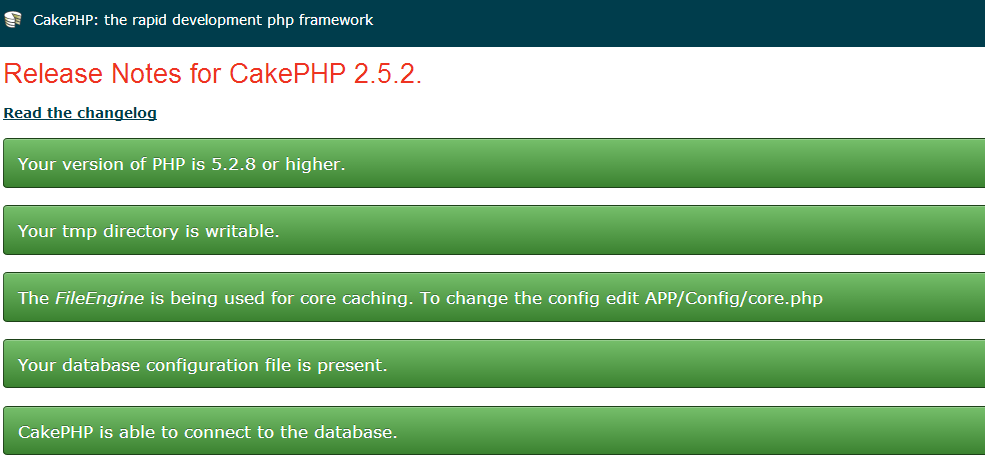 CakePHP: the rapid development php framework
Release Notes for CakePHP 2.5.2.
Read the changelog
Your version of PHP is 5.2.8 or higher.
Your tmp directory is writable.
The FileEngine is being used for core caching. To change the config edit APP/Config/core.php
Your database configuration file is present.
CakePHP is able to connect to the database.